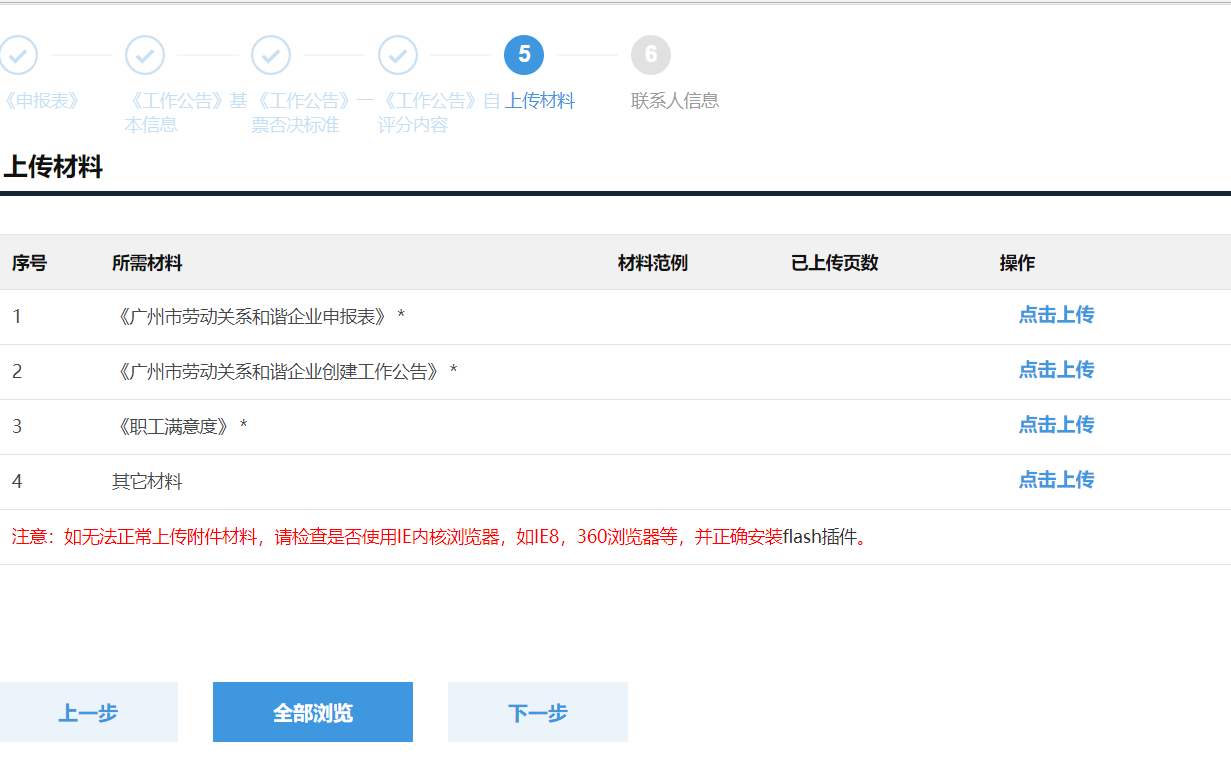 5
6
《申报表》
《工作公告》基
《工作公告》一
《工作公告》自
上传材料
联系人信息
本信息
票否决标准
评分内容
上传材料
序号 所需材料 材料范例 已上传页数 操作
1 《广州市劳动关系和谐企业申报表》 * 点击上传
2 《广州市劳动关系和谐企业创建工作公告》 * 点击上传
3 《职工满意度》 * 点击上传
4 其它材料 点击上传
注意：如无法正常上传附件材料，请检查是否使用IE内核浏览器，如IE8，360浏览器等，并正确安装flash插件。
上一步 全部浏览 下一步